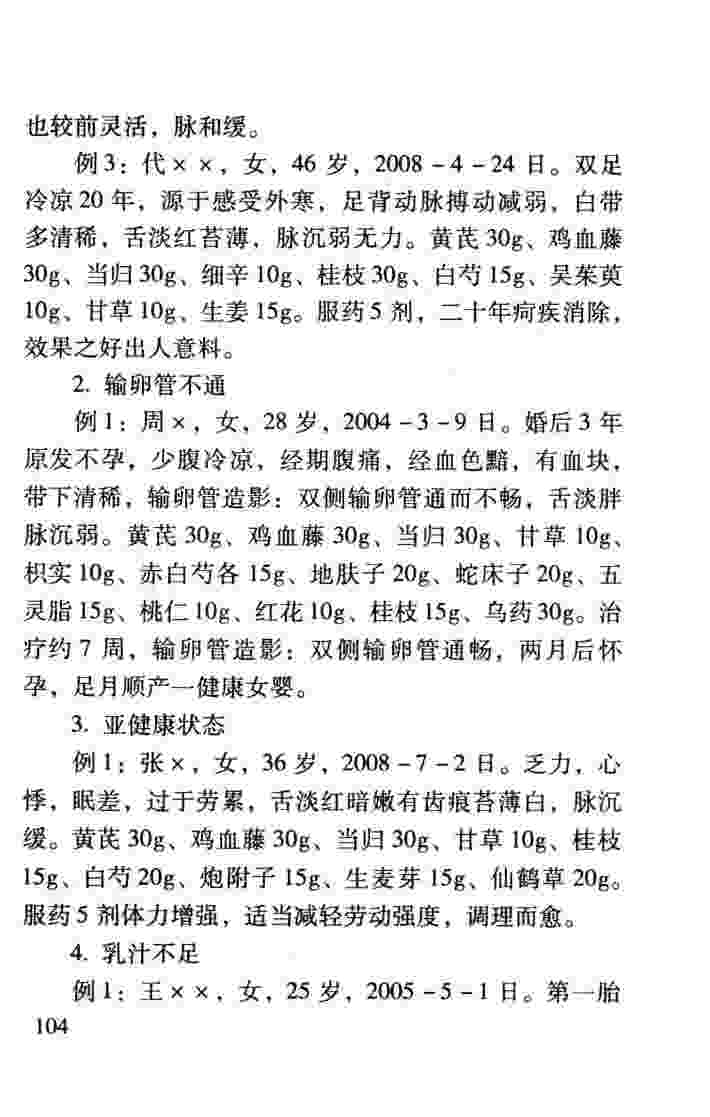 也较前灵活，脉和缓。
例3：代××，女，46岁，2008－4－24日。双足
冷凉20年，源于感受外寒，足背动脉搏动减弱，白带
多清稀，舌淡红苔薄，脉沉弱无力。黄芪30g、鸡血藤
30g、当归30g、细辛10g、桂枝30g、白芍15g、吴茱萸
10g、甘草10g、生姜15g。服药5剂，二十年疴疾消除，
效果之好出人意料。
2. 输卵管不通
例1：周×，女，28岁，2004－3－9日。婚后3年
原发不孕，少腹冷凉，经期腹痛，经血色黯，有血块，
带下清稀，输卵管造影：双侧输卵管通而不畅，舌淡胖
脉沉弱。黄芪30g、鸡血藤30g、当归30g、甘草10g、
枳实10g、赤白芍各15g、地肤子20g、蛇床子20g、五
灵脂15g、桃仁10g、红花10g、桂枝15g、乌药30g。治
疗约7周，输卵管造影：双侧输卵管通畅，两月后怀
孕，足月顺产一健康女婴。
3. 亚健康状态
例1：张×，女，36岁，2008－7－2日。乏力，心
悸，眠差，过于劳累，舌淡红暗嫩有齿痕苔薄白，脉沉
缓。黄芪30g、鸡血藤30g、当归30g、甘草10g、桂枝
15g、白芍20g、炮附子15g、生麦芽15g、仙鹤草20g。
服药5剂体力增强，适当减轻劳动强度，调理而愈。
4. 乳汁不足
例1：王××，女，25岁，2005－5－1日。第一胎
104